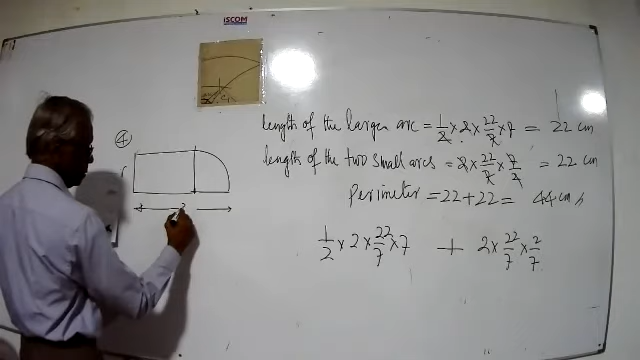 iSCOM
④
length of the larger arc = 1/2 × 2 × 22/7 × 7 = 22 cm
length of the two small arcs = 2 × 22/7 × 7/2 = 22 cm
Perimeter = 22 + 22 = 44 cm
1/2 × 2 × 22/7 × 7 + 2 × 22/7 × 2/7